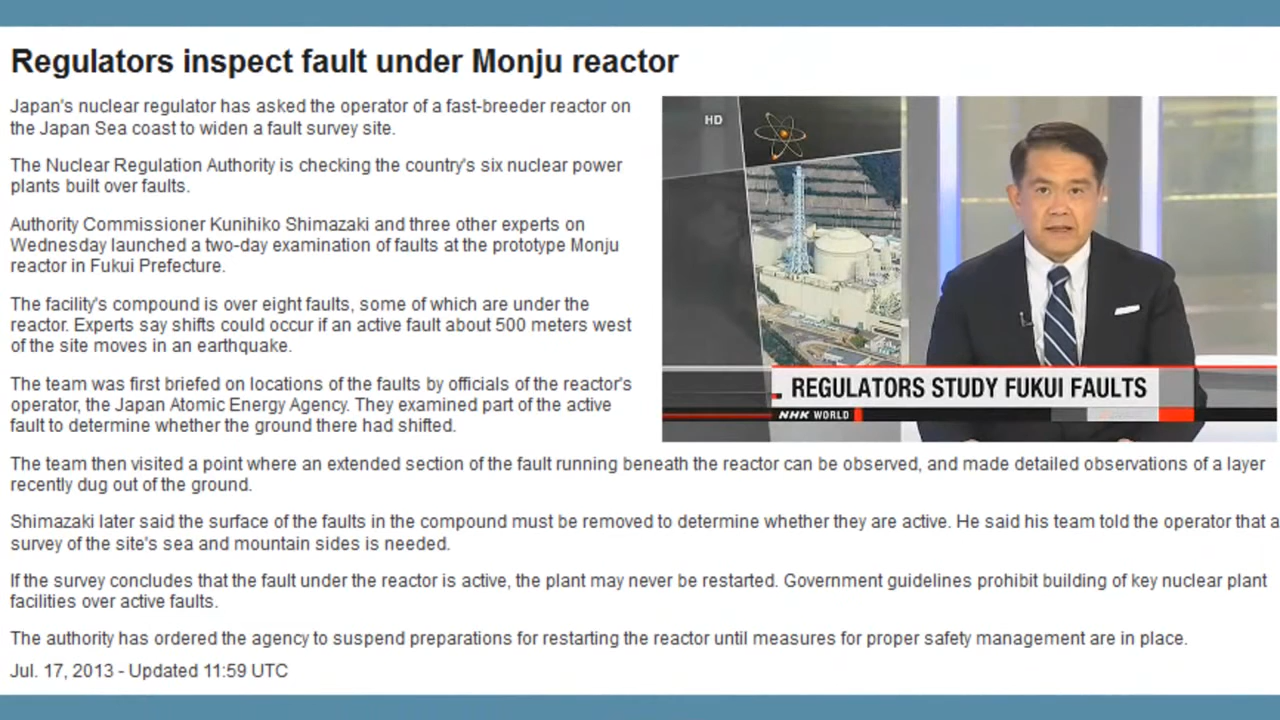 Regulators inspect fault under Monju reactor
Japan's nuclear regulator has asked the operator of a fast-breeder reactor on
the Japan Sea coast to widen a fault survey site.
The Nuclear Regulation Authority is checking the country's six nuclear power
plants built over faults.
Authority Commissioner Kunihiko Shimazaki and three other experts on
Wednesday launched a two-day examination of faults at the prototype Monju
reactor in Fukui Prefecture.
The facility's compound is over eight faults, some of which are under the
reactor. Experts say shifts could occur if an active fault about 500 meters west
of the site moves in an earthquake.
The team was first briefed on locations of the faults by officials of the reactor's
operator, the Japan Atomic Energy Agency. They examined part of the active
fault to determine whether the ground there had shifted.
HD
REGULATORS STUDY FUKUI FAULTS
NHK WORLD
The team then visited a point where an extended section of the fault running beneath the reactor can be observed, and made detailed observations of a layer
recently dug out of the ground.
Shimazaki later said the surface of the faults in the compound must be removed to determine whether they are active. He said his team told the operator that a
survey of the site's sea and mountain sides is needed.
If the survey concludes that the fault under the reactor is active, the plant may never be restarted. Government guidelines prohibit building of key nuclear plant
facilities over active faults.
The authority has ordered the agency to suspend preparations for restarting the reactor until measures for proper safety management are in place.
Jul. 17, 2013 - Updated 11:59 UTC